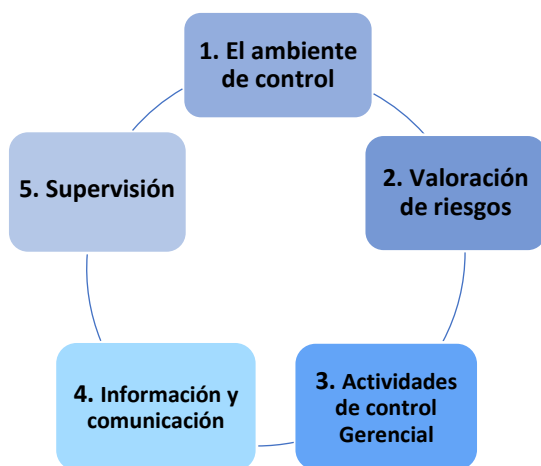 1. El ambiente
de control
2. Valoración
de riesgos
3. Actividades
de control
Gerencial
4. Información y
comunicación
5. Supervisión